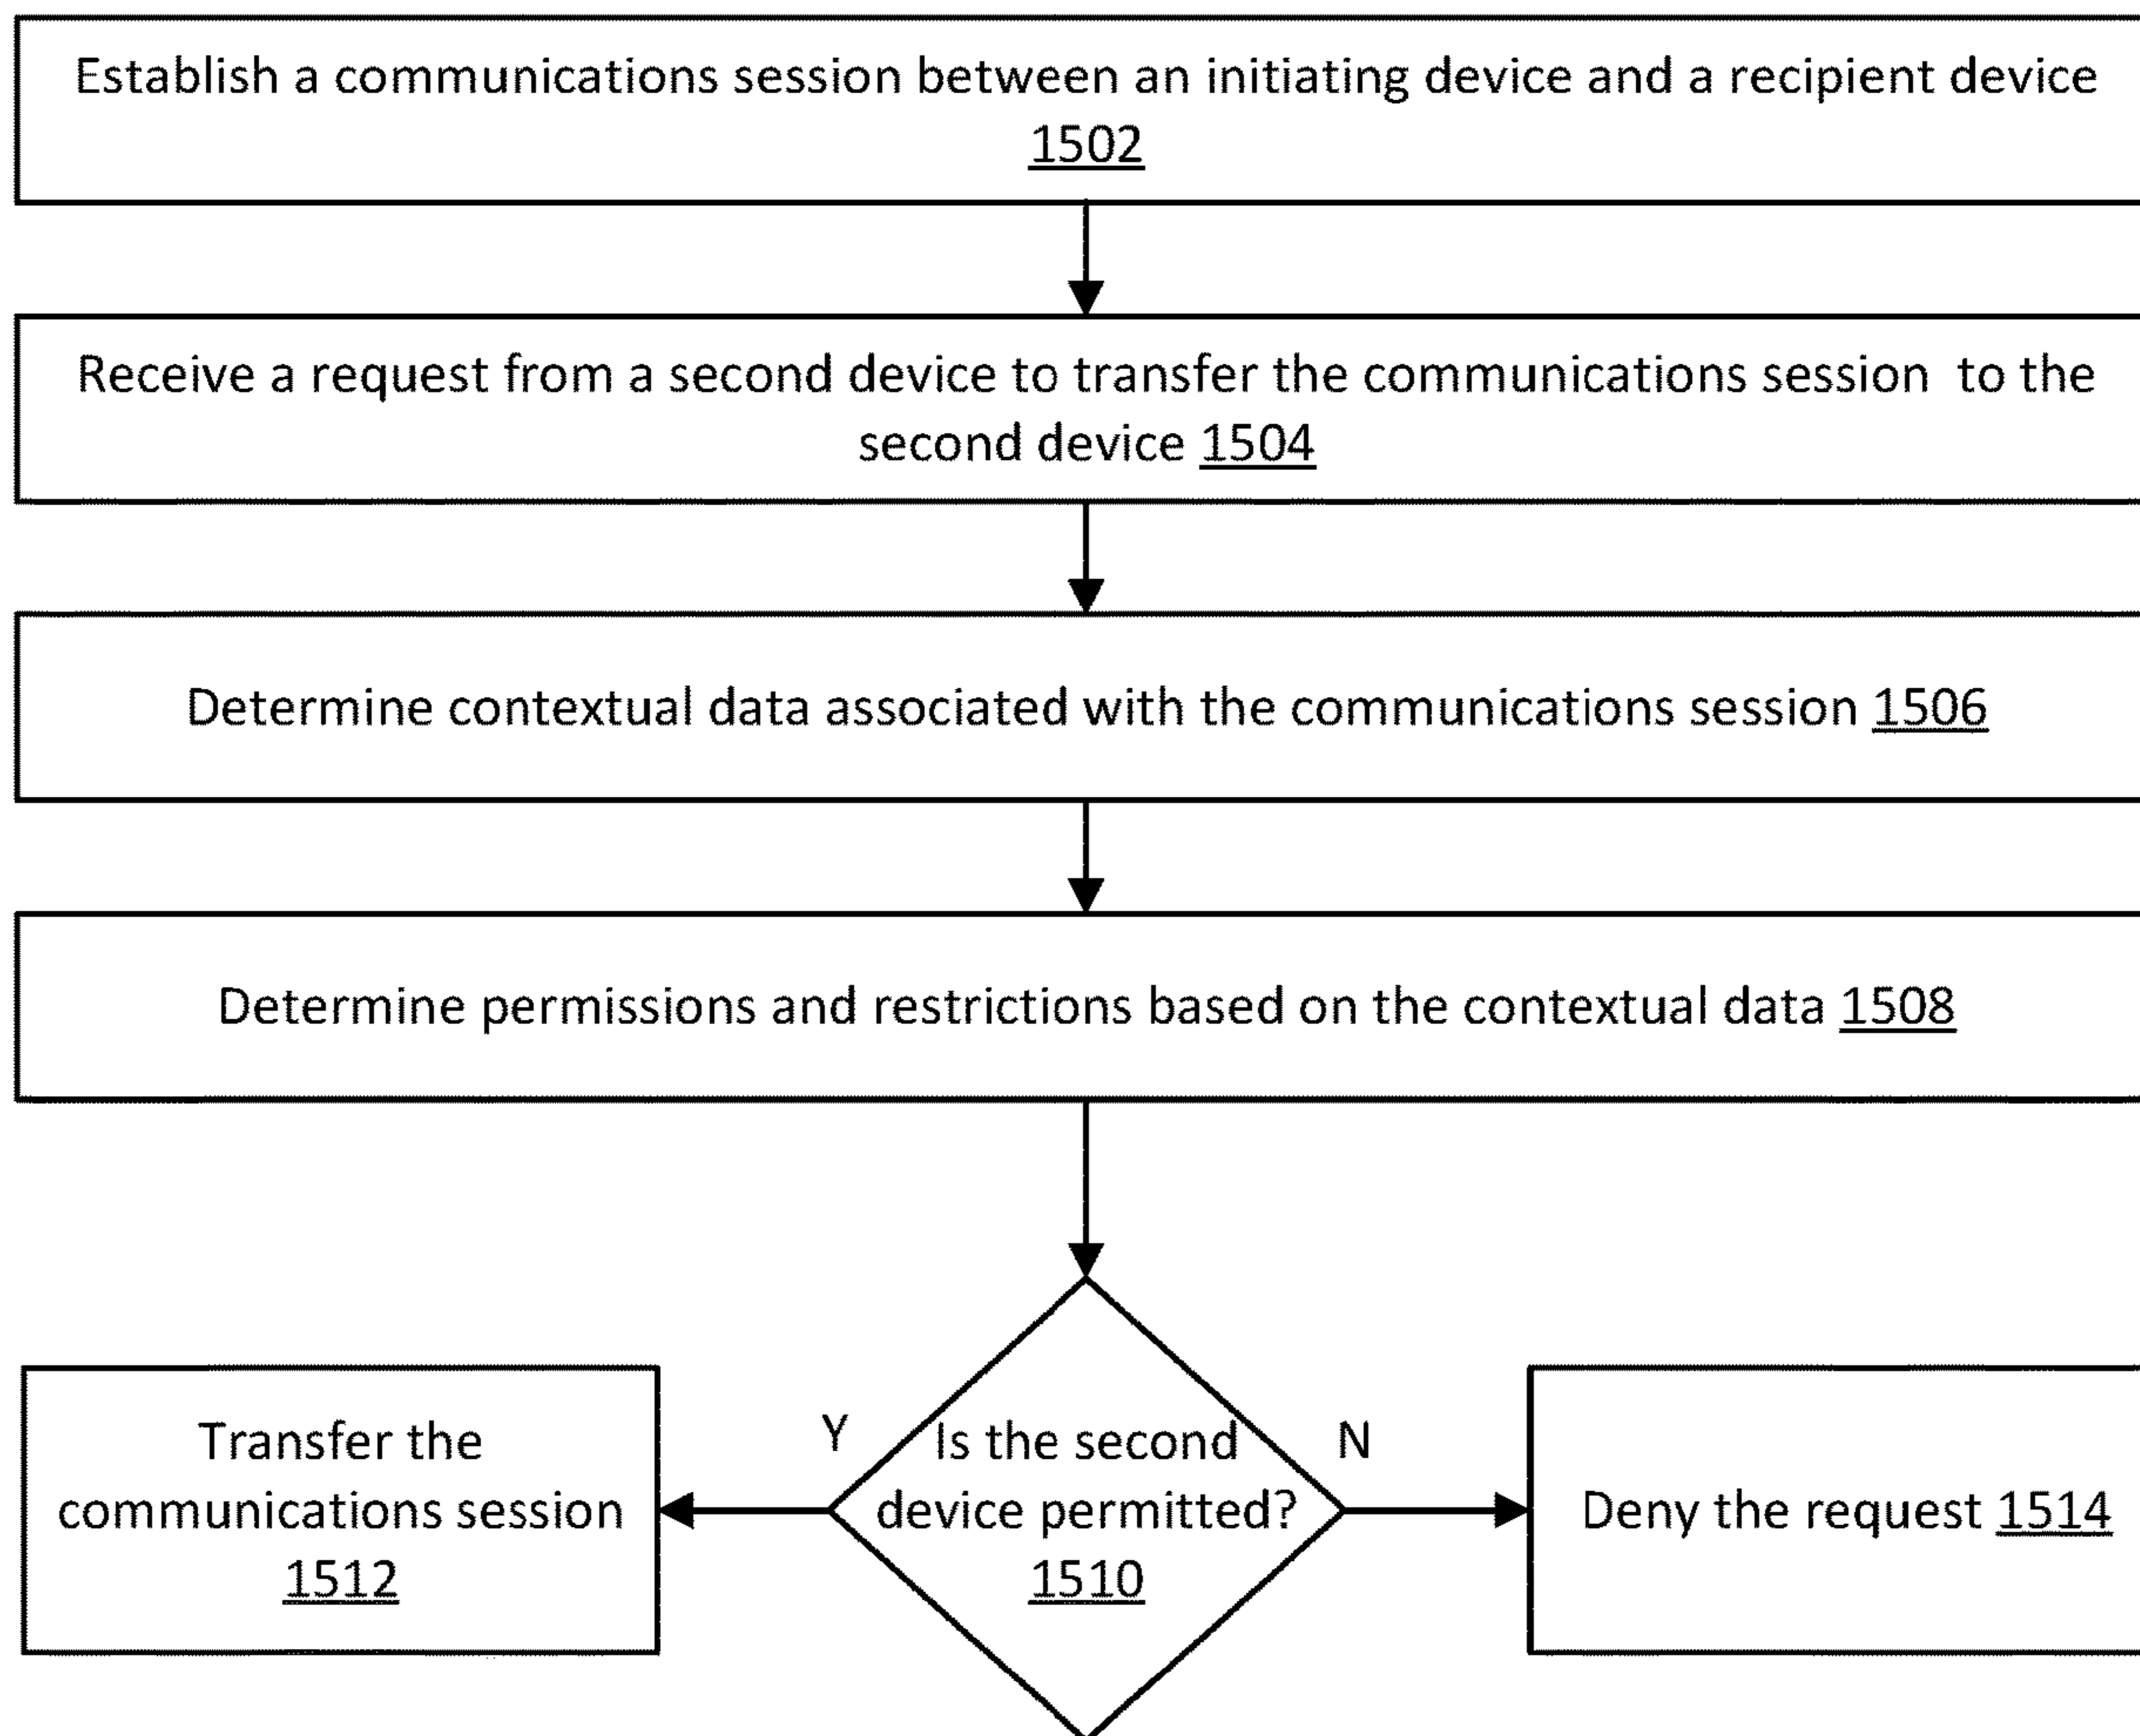 Establish a communications session between an initiating device and a recipient device
1502
Receive a request from a second device to transfer the communications session to the
second device 1504
Determine contextual data associated with the communications session 1506
Determine permissions and restrictions based on the contextual data 1508
Y
N
Transfer the
communications session
1512
Is the second
device permitted?
1510
Deny the request 1514